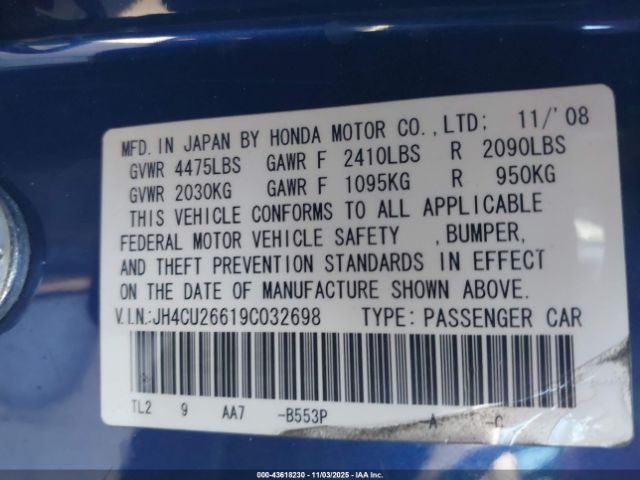 MFD. IN JAPAN BY HONDA MOTOR CO., LTD; 11/'08
GVWR 4475LBS GAWR F 2410LBS R 2090LBS
GVWR 2030KG GAWR F 1095KG R 950KG
THIS VEHICLE CONFORMS TO ALL APPLICABLE
FEDERAL MOTOR VEHICLE SAFETY , BUMPER,
AND THEFT PREVENTION STANDARDS IN EFFECT
ON THE DATE OF MANUFACTURE SHOWN ABOVE.
V.I.N.:JH4CU26619C032698 TYPE: PASSENGER CAR
TL2 9 AA7 -B553P A -C
000-43618230 - 11/03/2025 - IAA Inc.